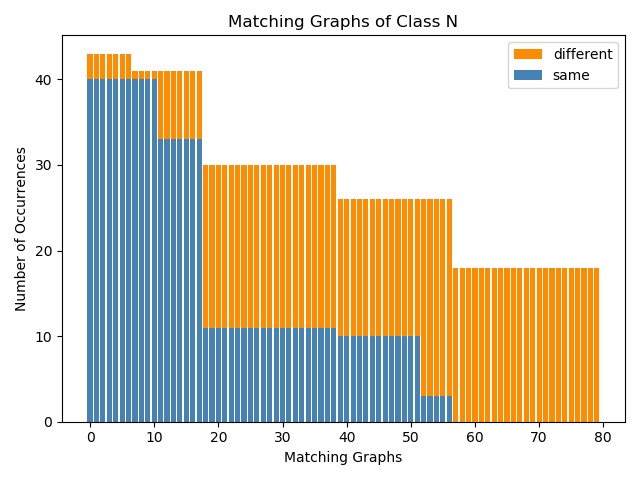 Matching Graphs of Class N
different
same
Number of Occurrences
40
30
20
10
0
0 10 20 30 40 50 60 70 80
Matching Graphs